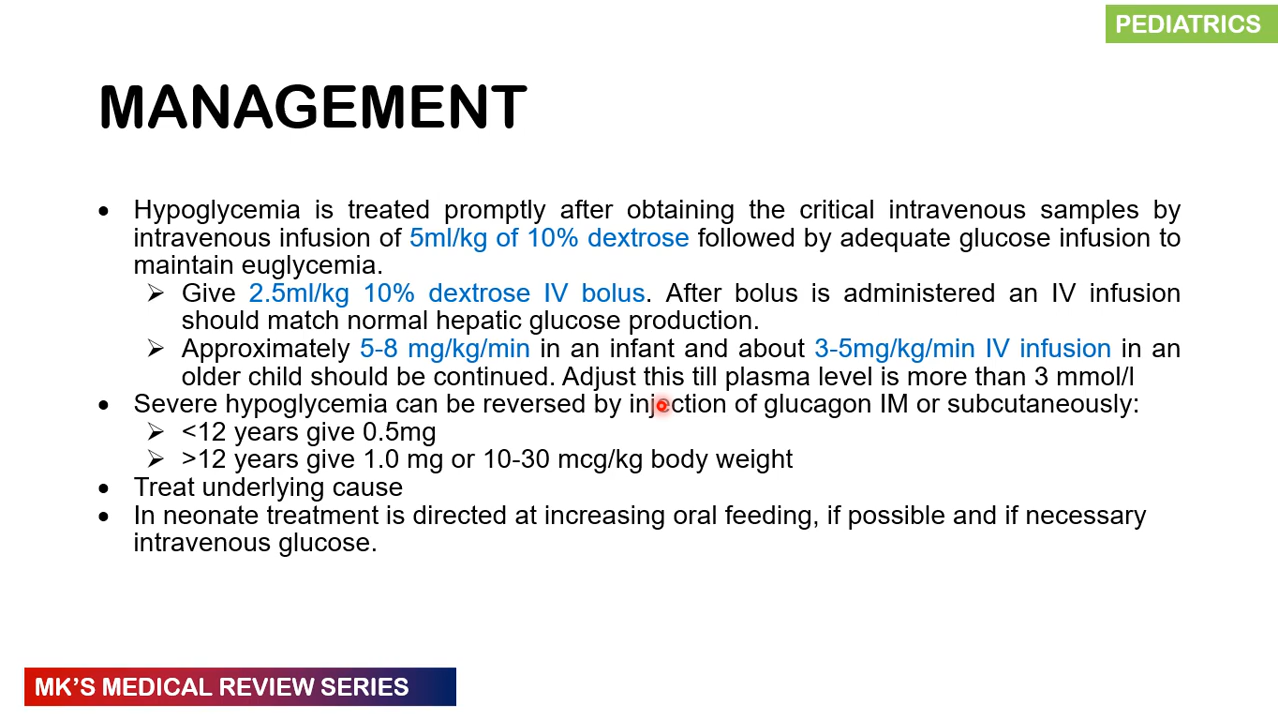 PEDIATRICS
MANAGEMENT
• Hypoglycemia is treated promptly after obtaining the critical intravenous samples by
intravenous infusion of 5ml/kg of 10% dextrose followed by adequate glucose infusion to
maintain euglycemia.
➢ Give 2.5ml/kg 10% dextrose IV bolus. After bolus is administered an IV infusion
should match normal hepatic glucose production.
➢ Approximately 5-8 mg/kg/min in an infant and about 3-5mg/kg/min IV infusion in an
older child should be continued. Adjust this till plasma level is more than 3 mmol/l
• Severe hypoglycemia can be reversed by injection of glucagon IM or subcutaneously:
➢ <12 years give 0.5mg
➢ >12 years give 1.0 mg or 10-30 mcg/kg body weight
• Treat underlying cause
• In neonate treatment is directed at increasing oral feeding, if possible and if necessary
intravenous glucose.
MK'S MEDICAL REVIEW SERIES